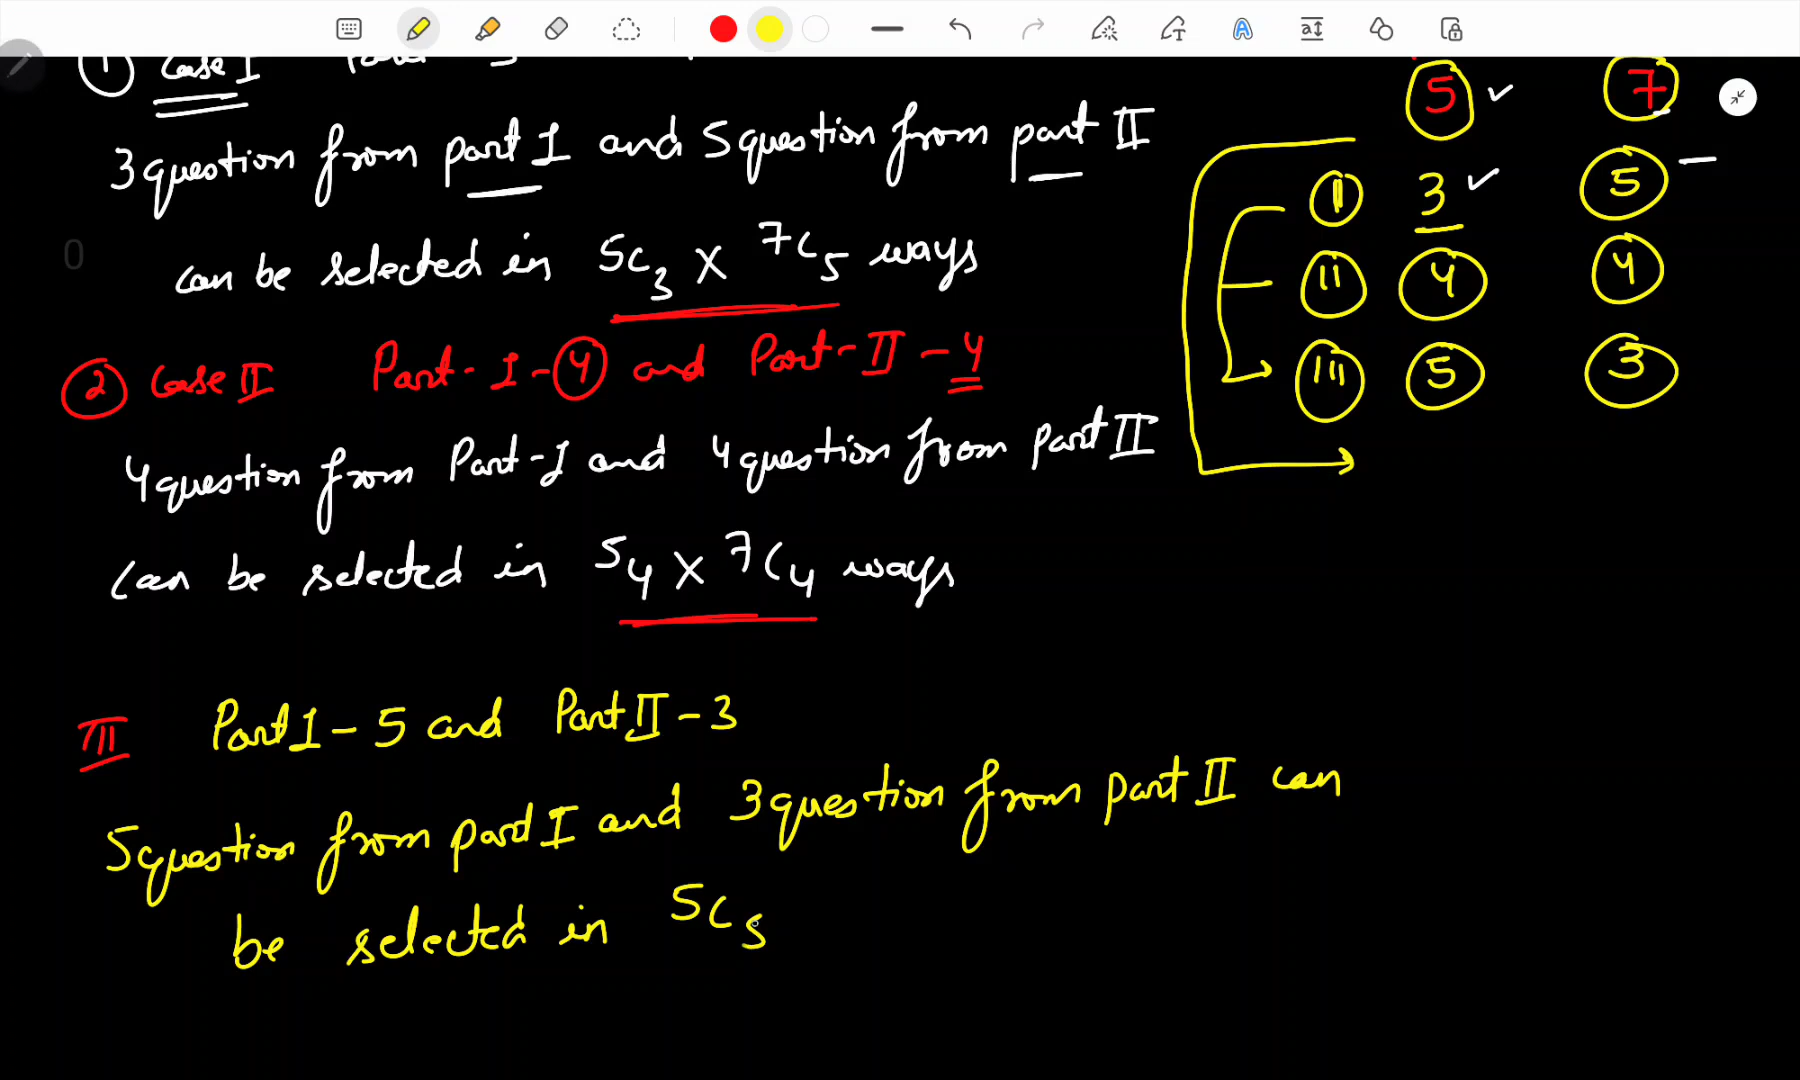 ① Case I
3 question from part I and 5 question from part II
can be selected in 5c₃ X ⁷C₅ ways
② Case II Part-I-④ and Part-II-4
4 question from Part-I and 4 question from part II
Can be selected in ⁵4 X ⁷C₄ ways
III Part I-5 and Part II-3
5 question from part I and 3 question from part II can
be selected in 5C₅
5 7
I 3 5
II 4 4
III 5 3
0